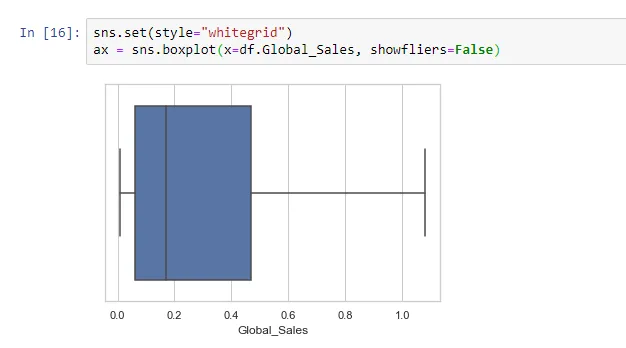 In [16]: sns.set(style="whitegrid")
ax = sns.boxplot(x=df.Global_Sales, showfliers=False)
0.0 0.2 0.4 0.6 0.8 1.0
Global_Sales